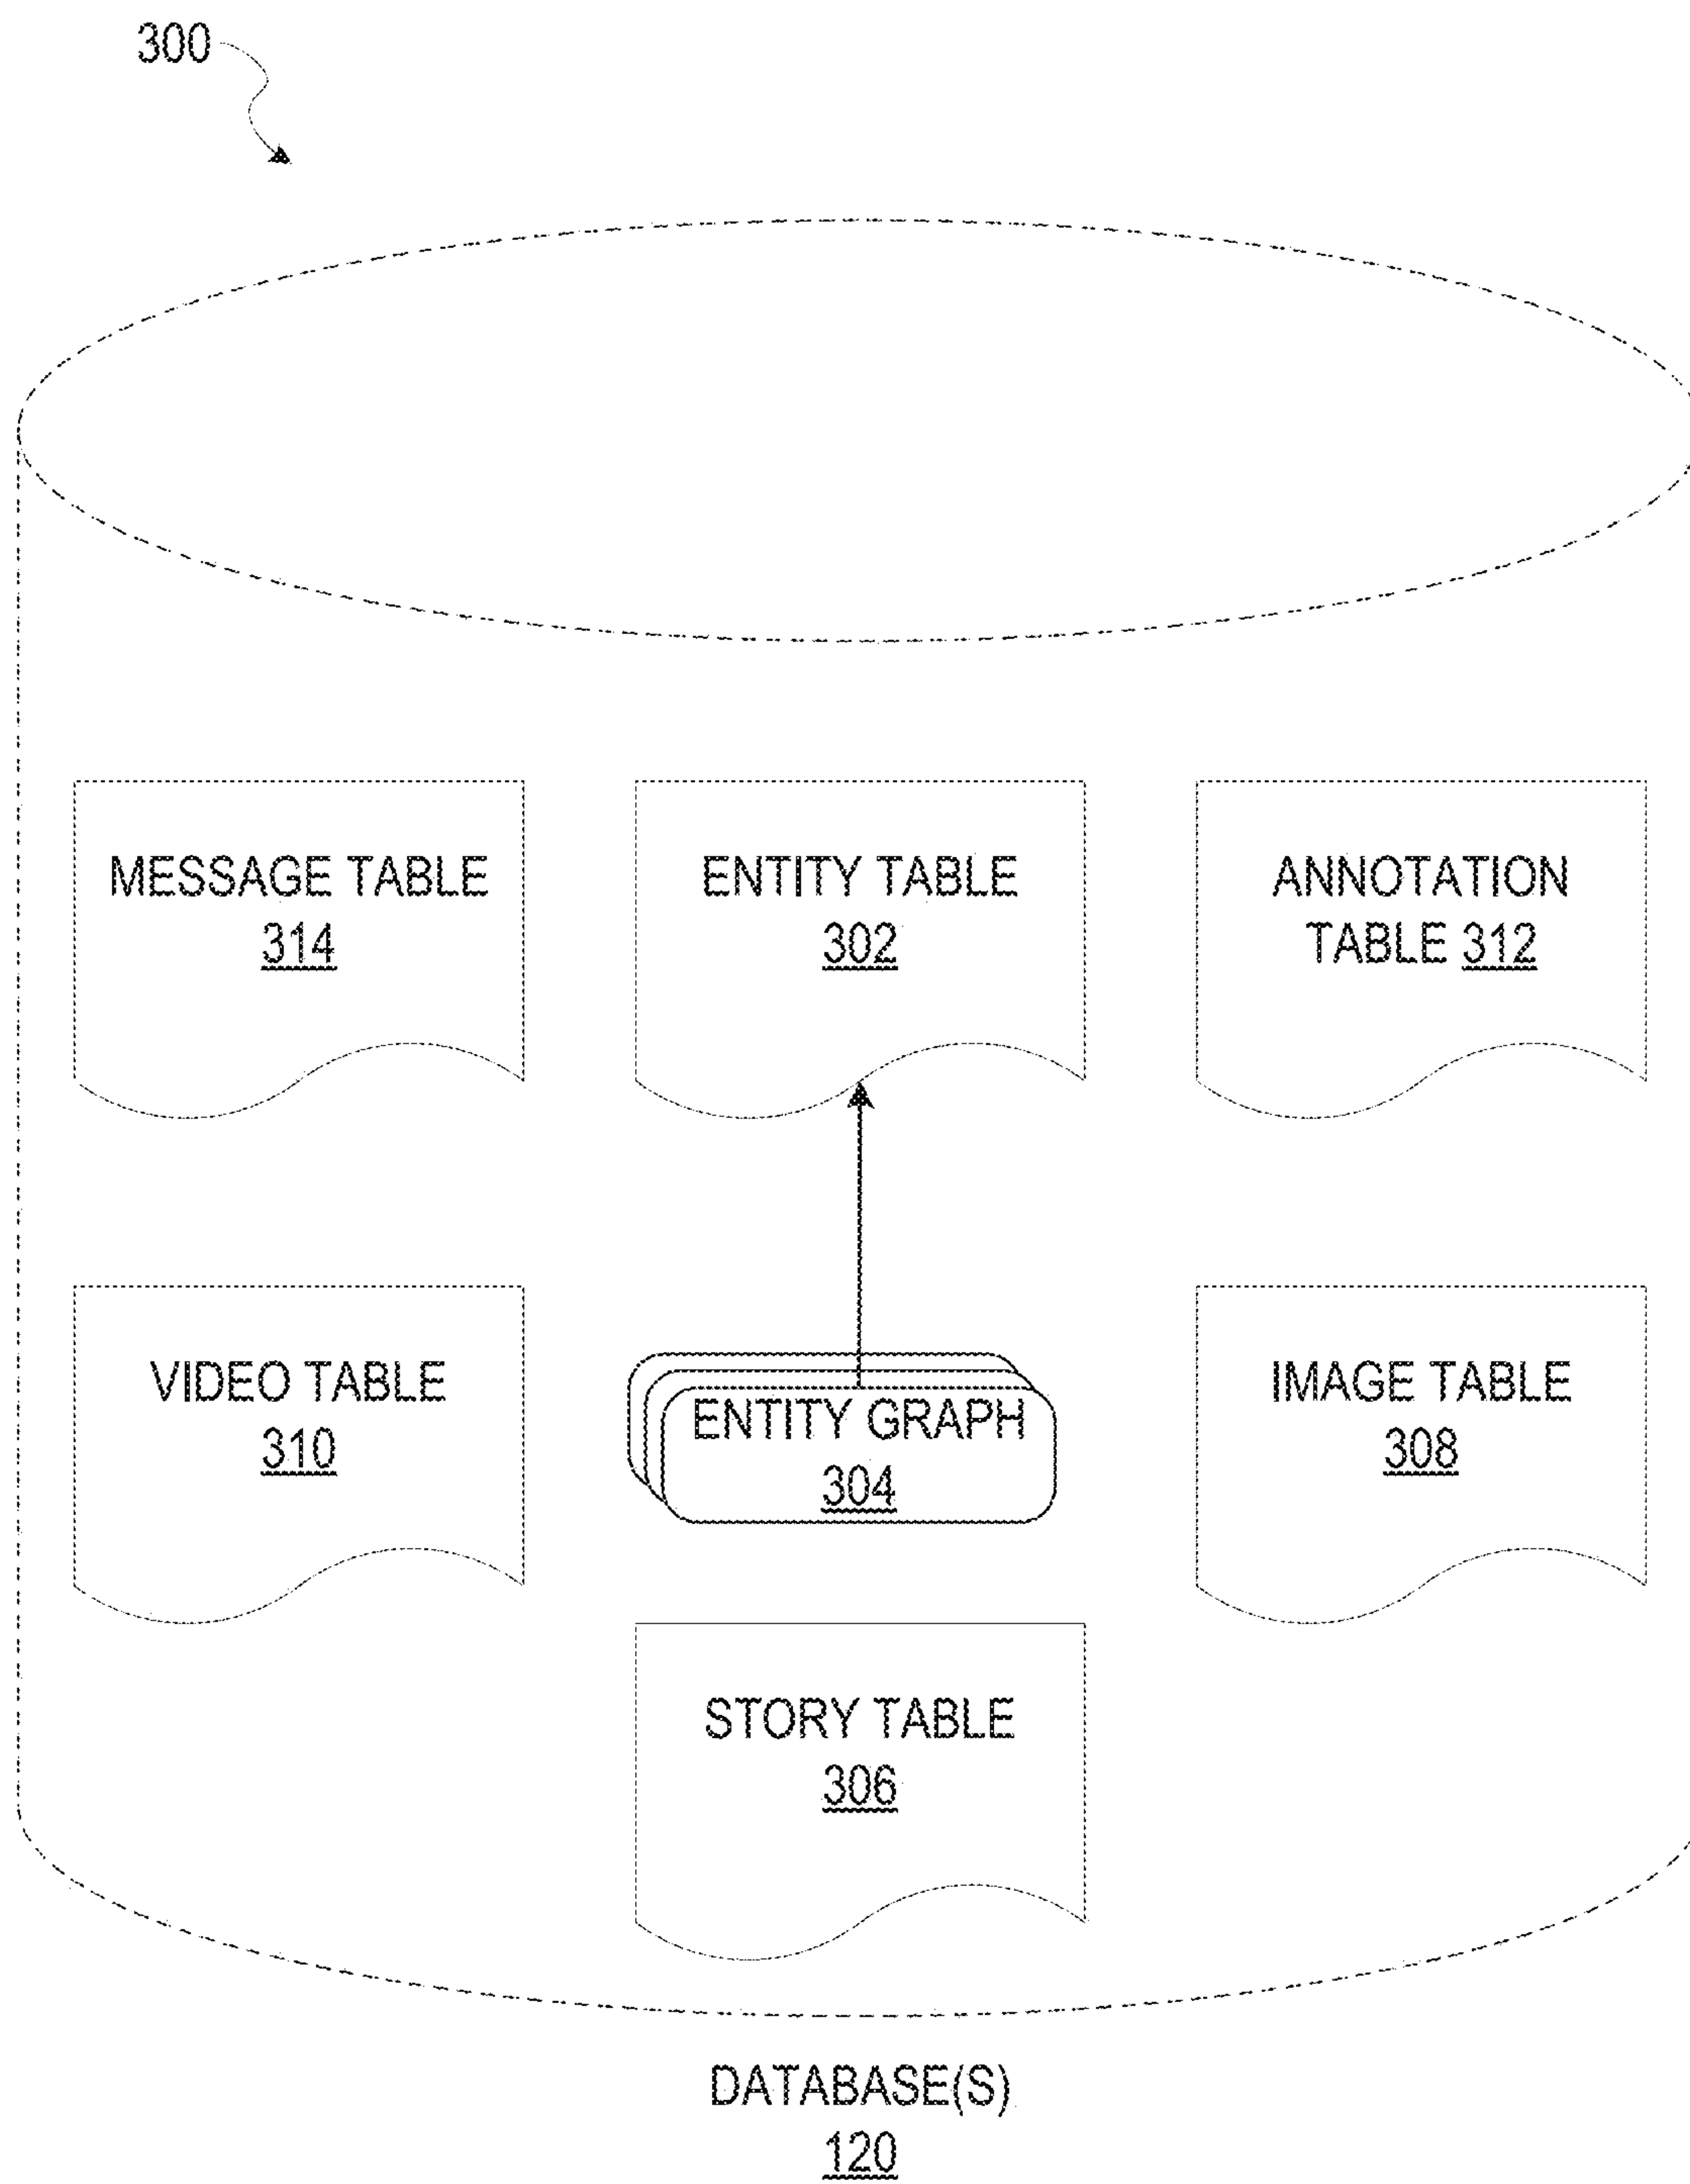 300
MESSAGE TABLE
314
ENTITY TABLE
302
ANNOTATION
TABLE 312
VIDEO TABLE
310
ENTITY GRAPH
304
IMAGE TABLE
308
STORY TABLE
306
DATABASE(S)
120